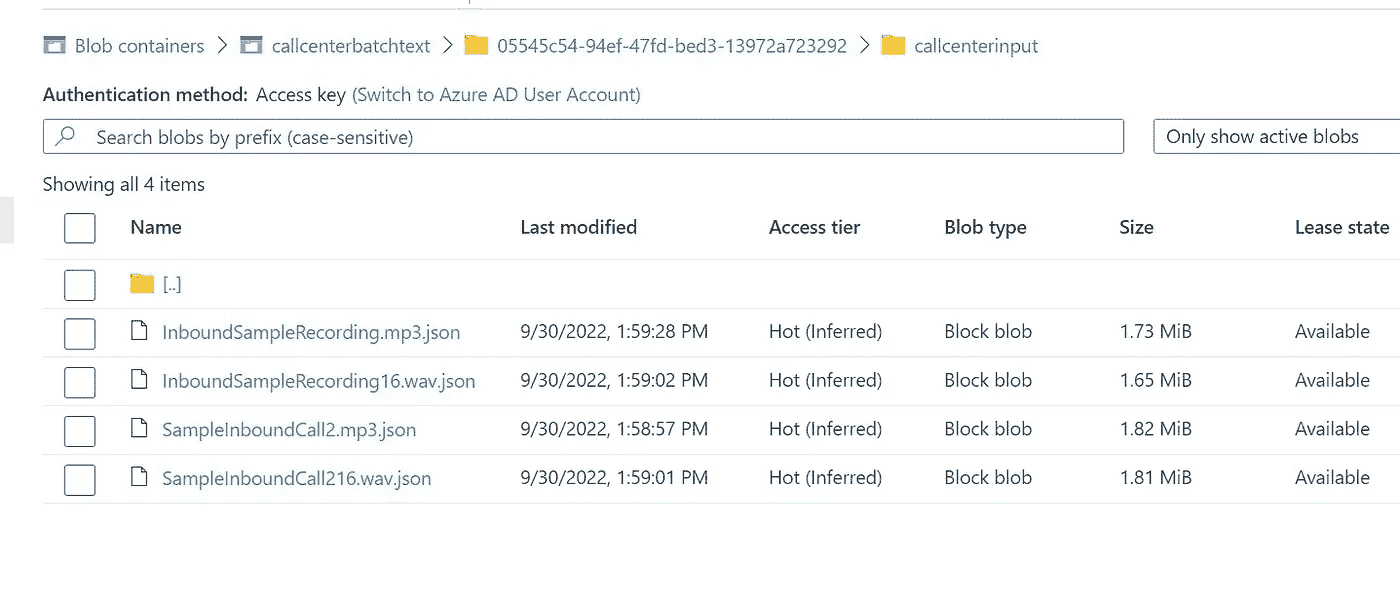 Blob containers > callcenterbatchtext > 05545c54-94ef-47fd-bed3-13972a723292 > callcenterinput
Authentication method: Access key (Switch to Azure AD User Account)
Search blobs by prefix (case-sensitive) Only show active blobs
Showing all 4 items
Name Last modified Access tier Blob type Size Lease state
[..]
InboundSampleRecording.mp3.json 9/30/2022, 1:59:28 PM Hot (Inferred) Block blob 1.73 MiB Available
InboundSampleRecording16.wav.json 9/30/2022, 1:59:02 PM Hot (Inferred) Block blob 1.65 MiB Available
SampleInboundCall2.mp3.json 9/30/2022, 1:58:57 PM Hot (Inferred) Block blob 1.82 MiB Available
SampleInboundCall216.wav.json 9/30/2022, 1:59:01 PM Hot (Inferred) Block blob 1.81 MiB Available